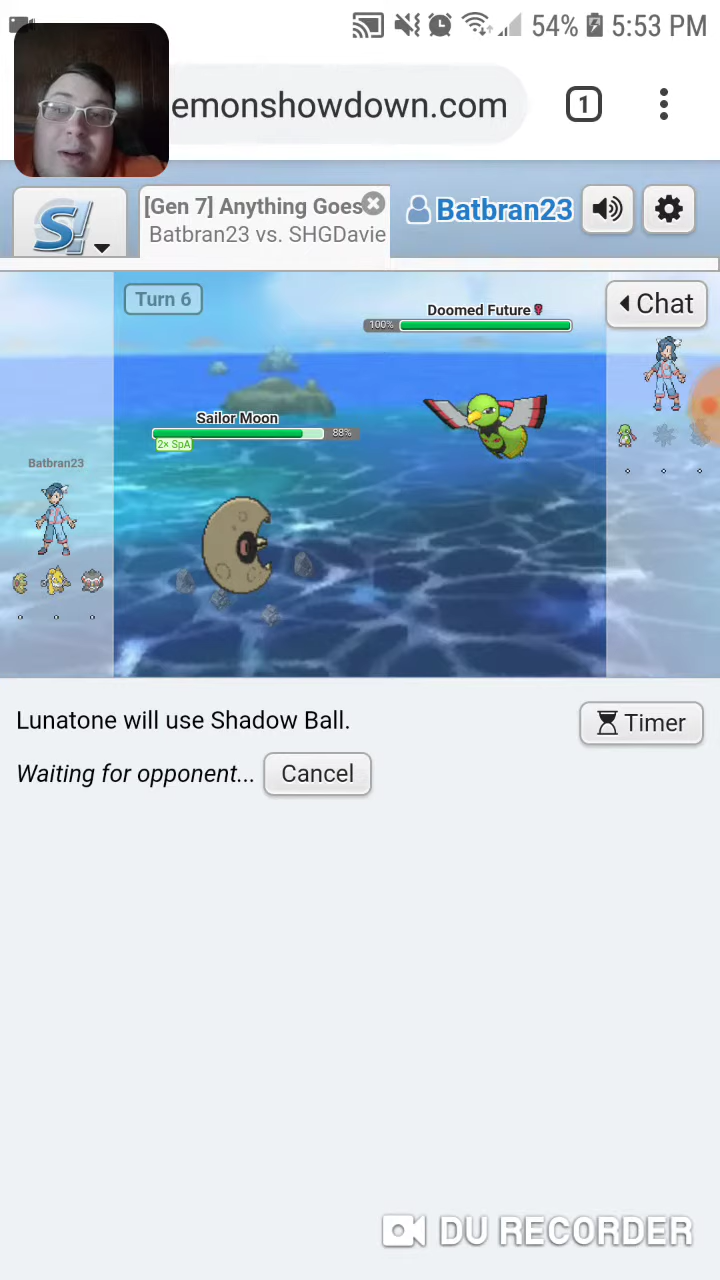 54% 5:53 PM
emonshowdown.com
1
S!
[Gen 7] Anything Goes
Batbran23 vs. SHGDavie
Batbran23
Turn 6
Chat
Doomed Future
100%
Sailor Moon
88%
2x SpA
Batbran23
Lunatone will use Shadow Ball.
Timer
Waiting for opponent... Cancel
DU RECORDER